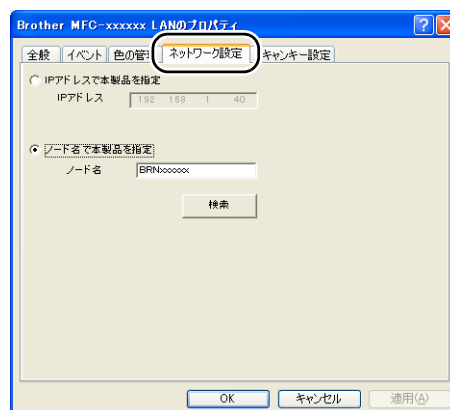 Brother MFC-xxxxxx LANのプロパティ
全般 イベント 色の管 ネットワーク設定 キャンキー設定
IPアドレスで本製品を指定
IPアドレス 192 168 1 40
ノード名で本製品を指定
ノード名 BRNxxxxxx
検索
OK キャンセル 適用(A)